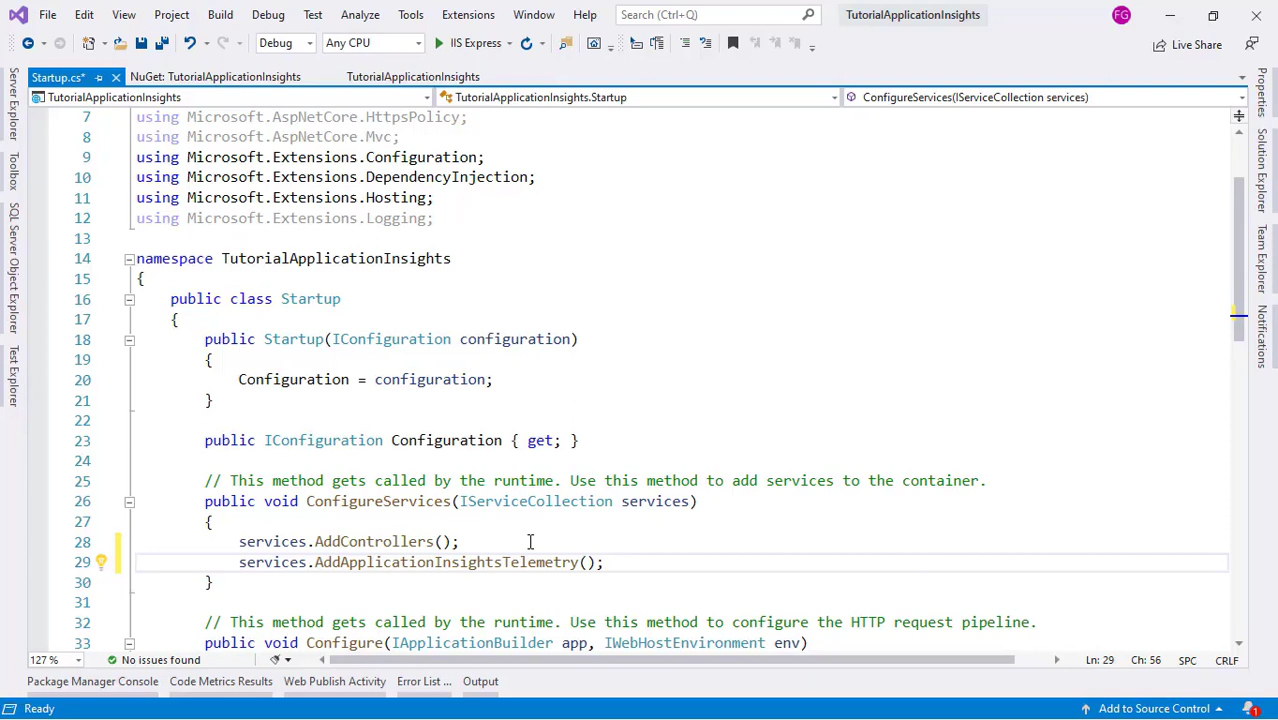 File Edit View Project Build Debug Test Analyze Tools Extensions Window Help Search (Ctrl+Q) TutorialApplicationInsights FG
Debug Any CPU IIS Express Live Share
Startup.cs* NuGet: TutorialApplicationInsights TutorialApplicationInsights
TutorialApplicationInsights TutorialApplicationInsights.Startup ConfigureServices(IServiceCollection services)
Server Explorer
Toolbox
SQL Server Object Explorer
Test Explorer
7 using Microsoft.AspNetCore.HttpsPolicy;
8 using Microsoft.AspNetCore.Mvc;
9 using Microsoft.Extensions.Configuration;
10 using Microsoft.Extensions.DependencyInjection;
11 using Microsoft.Extensions.Hosting;
12 using Microsoft.Extensions.Logging;
13
14 namespace TutorialApplicationInsights
15 {
16 public class Startup
17 {
18 public Startup(IConfiguration configuration)
19 {
20 Configuration = configuration;
21 }
22
23 public IConfiguration Configuration { get; }
24
25 // This method gets called by the runtime. Use this method to add services to the container.
26 public void ConfigureServices(IServiceCollection services)
27 {
28 services.AddControllers();
29 services.AddApplicationInsightsTelemetry();
30 }
31
32 // This method gets called by the runtime. Use this method to configure the HTTP request pipeline.
33 public void Configure(IApplicationBuilder app, IWebHostEnvironment env)
Properties
Solution Explorer
Team Explorer
Notifications
127 % No issues found Ln: 29 Ch: 56 SPC CRLF
Package Manager Console Code Metrics Results Web Publish Activity Error List ... Output
Ready Add to Source Control 1